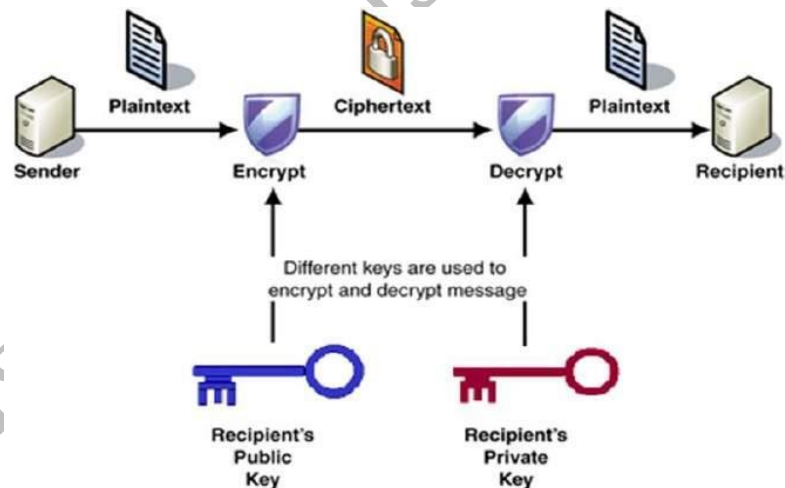 Plaintext
Ciphertext
Plaintext
Sender
Encrypt
Decrypt
Recipient
Different keys are used to
encrypt and decrypt message
Recipient's
Public
Key
Recipient's
Private
Key